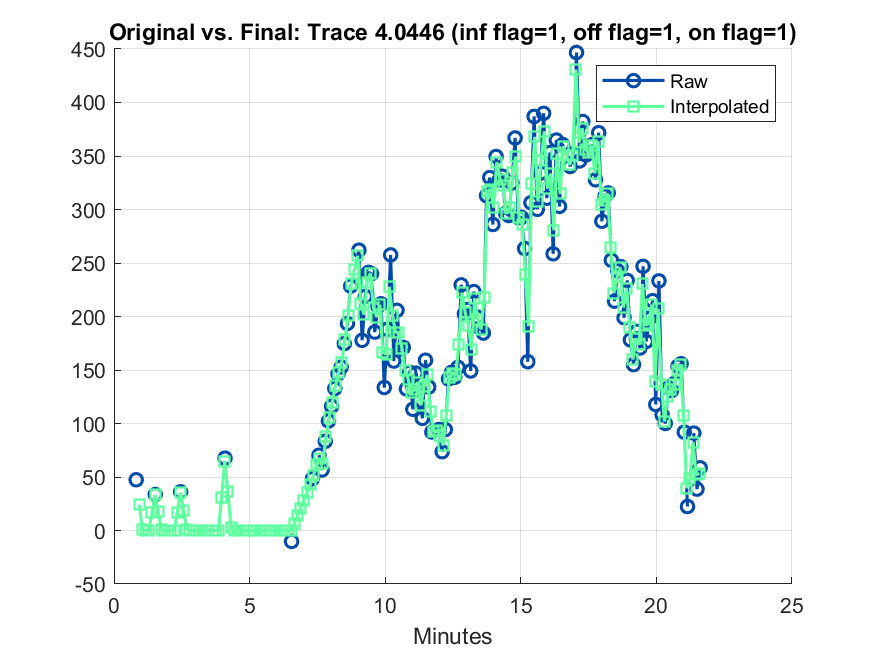 Original vs. Final: Trace 4.0446 (inf flag=1, off flag=1, on flag=1)
450
400
350
300
250
200
150
100
50
0
-50
0 5 10 15 20 25
Minutes
Raw
Interpolated